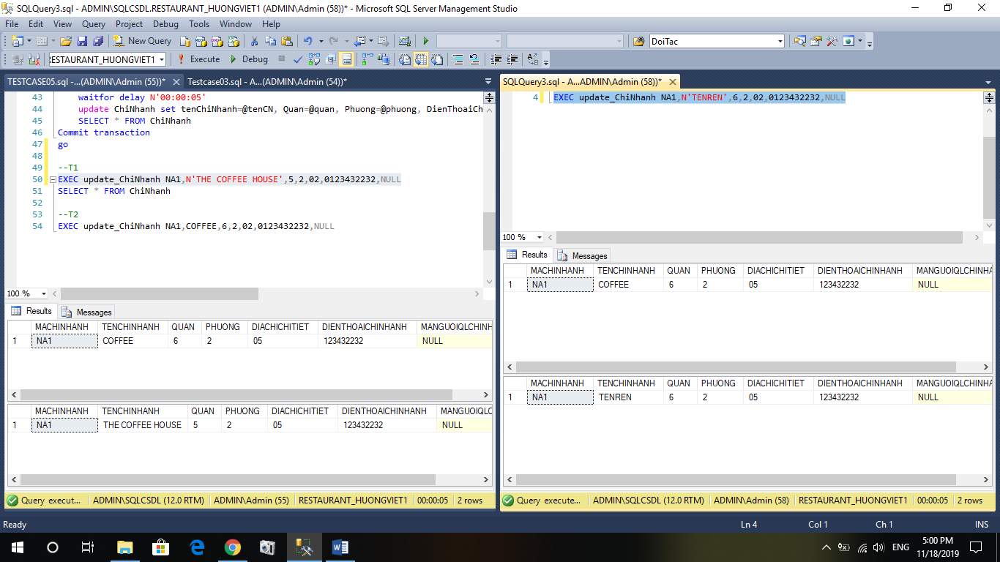 SQLQuery3.sql - ADMIN\SQLCSDL.RESTAURANT_HUONGVIET1 (ADMIN\Admin (58))* - Microsoft SQL Server Management Studio
File Edit View Query Project Debug Tools Window Help
New Query DoiTac
RESTAURANT_HUONGVIET1 Execute Debug
TESTCASE05.sql -...(ADMIN\Admin (55))* Testcase03.sql - A...(ADMIN\Admin (54))*
43 waitfor delay N'00:00:05'
44 update ChiNhanh set tenChiNhanh=@tenCN, Quan=@quan, Phuong=@phuong, DienThoaiCh
45 SELECT * FROM ChiNhanh
46 Commit transaction
47 go
48
49 --T1
50 EXEC update_ChiNhanh NA1,N'THE COFFEE HOUSE',5,2,02,0123432232,NULL
51 SELECT * FROM ChiNhanh
52
53 --T2
54 EXEC update_ChiNhanh NA1,COFFEE,6,2,02,0123432232,NULL
100 %
Results Messages
MACHINHANH TENCHINHANH QUAN PHUONG DIACHICHITIET DIENTHOAICHINHANH MANGUOIQLCHINH
1 NA1 COFFEE 6 2 05 123432232 NULL
MACHINHANH TENCHINHANH QUAN PHUONG DIACHICHITIET DIENTHOAICHINHANH MANGUOIQLC
1 NA1 THE COFFEE HOUSE 5 2 05 123432232 NULL
Query execut... ADMIN\SQLCSDL (12.0 RTM) ADMIN\Admin (55) RESTAURANT_HUONGVIET1 00:00:05 2 rows
SQLQuery3.sql - A...ADMIN\Admin (58))*
4 EXEC update_ChiNhanh NA1,N'TENREN',6,2,02,0123432232,NULL
100 %
Results Messages
MACHINHANH TENCHINHANH QUAN PHUONG DIACHICHITIET DIENTHOAICHINHANH MANGUOIQLCHINHA
1 NA1 COFFEE 6 2 05 123432232 NULL
MACHINHANH TENCHINHANH QUAN PHUONG DIACHICHITIET DIENTHOAICHINHANH MANGUOIQLCHINHA
1 NA1 TENREN 6 2 05 123432232 NULL
Query execute... ADMIN\SQLCSDL (12.0 RTM) ADMIN\Admin (58) RESTAURANT_HUONGVIET1 00:00:05 2 rows
Ready Ln 4 Col 1 Ch 1 INS
ENG 5:00 PM
11/18/2019